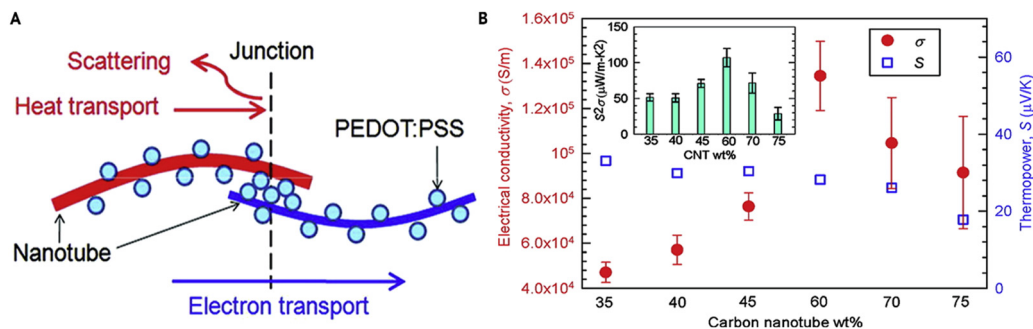 A
Junction
Scattering
Heat transport
PEDOT:PSS
Nanotube
Electron transport
B
1.6x10⁵
1.4x10⁵
1.2x10⁵
10⁵
8.0x10⁴
6.0x10⁴
4.0x10⁴
Electrical conductivity, σ (S/m)
150
100
50
0
S2σ(μW/m-K2)
35 40 45 60 70 75
CNT wt%
σ
S
60
40
20
0
Thermopower, S (μV/K)
35 40 45 60 70 75
Carbon nanotube wt%